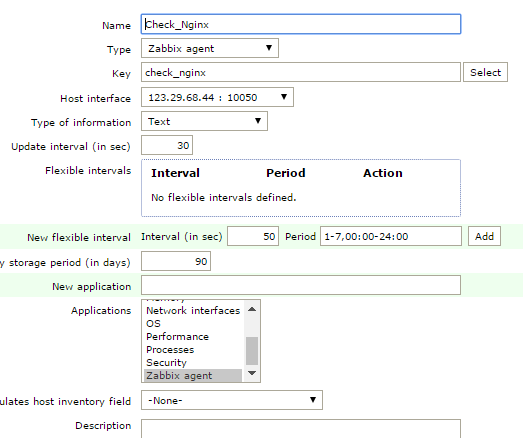 Name Check_Nginx
Type Zabbix agent
Key check_nginx Select
Host interface 123.29.68.44 : 10050
Type of information Text
Update interval (in sec) 30
Flexible intervals Interval Period Action
No flexible intervals defined.
New flexible interval Interval (in sec) 50 Period 1-7,00:00-24:00 Add
y storage period (in days) 90
New application
Applications
Network interfaces
OS
Performance
Processes
Security
Zabbix agent
ulates host inventory field -None-
Description